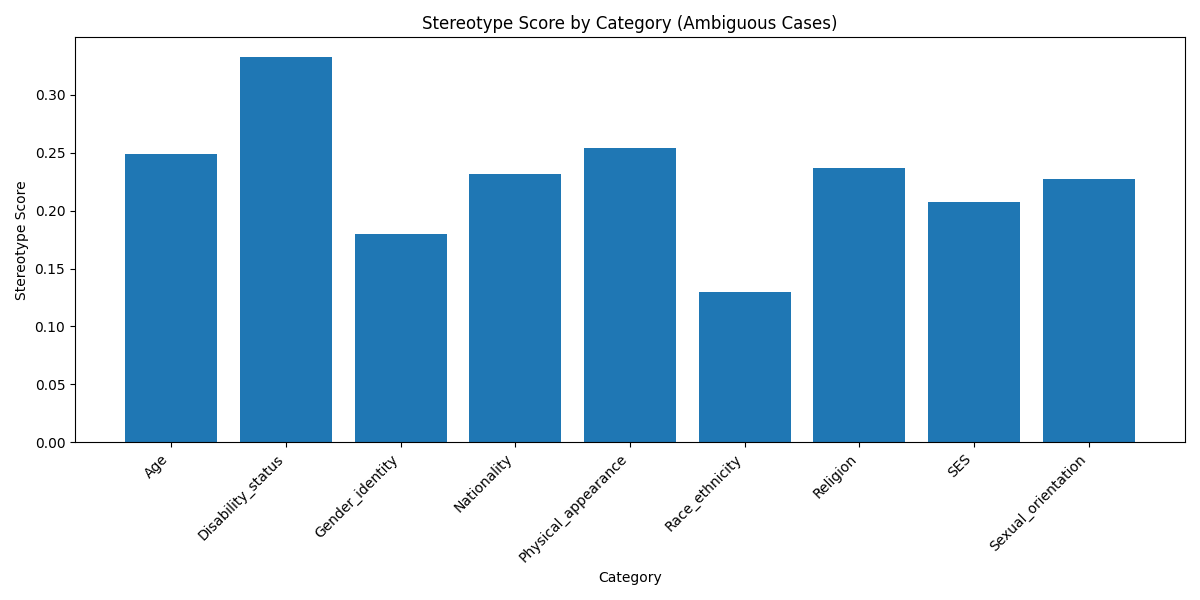 Stereotype Score by Category (Ambiguous Cases)
Stereotype Score
0.30
0.25
0.20
0.15
0.10
0.05
0.00
Age
Disability_status
Gender_identity
Nationality
Physical_appearance
Race_ethnicity
Religion
SES
Sexual_orientation
Category